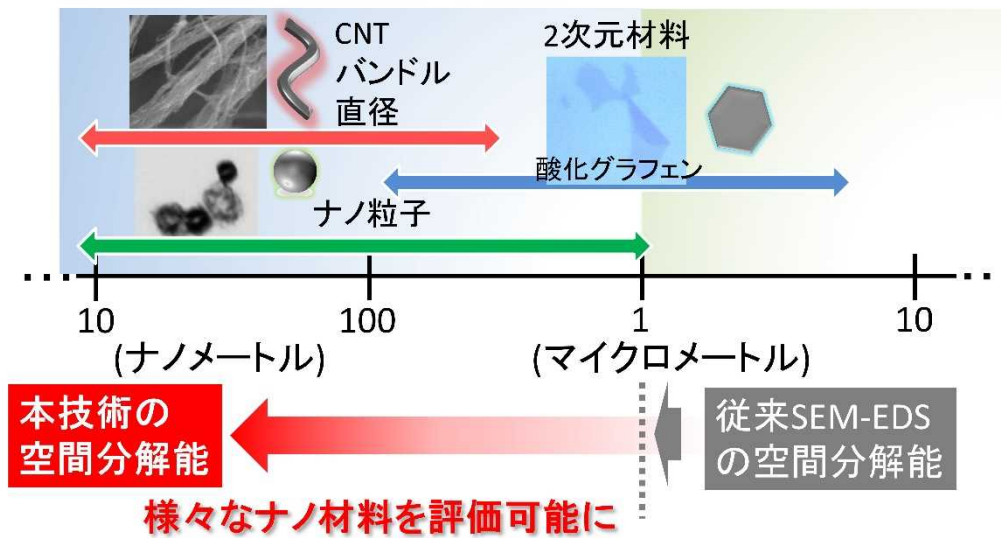 CNT
バンドル
直径
2次元材料
酸化グラフェン
ナノ粒子
10
100
1
10
(ナノメートル)
(マイクロメートル)
本技術の
空間分解能
従来SEM-EDS
の空間分解能
様々なナノ材料を評価可能に